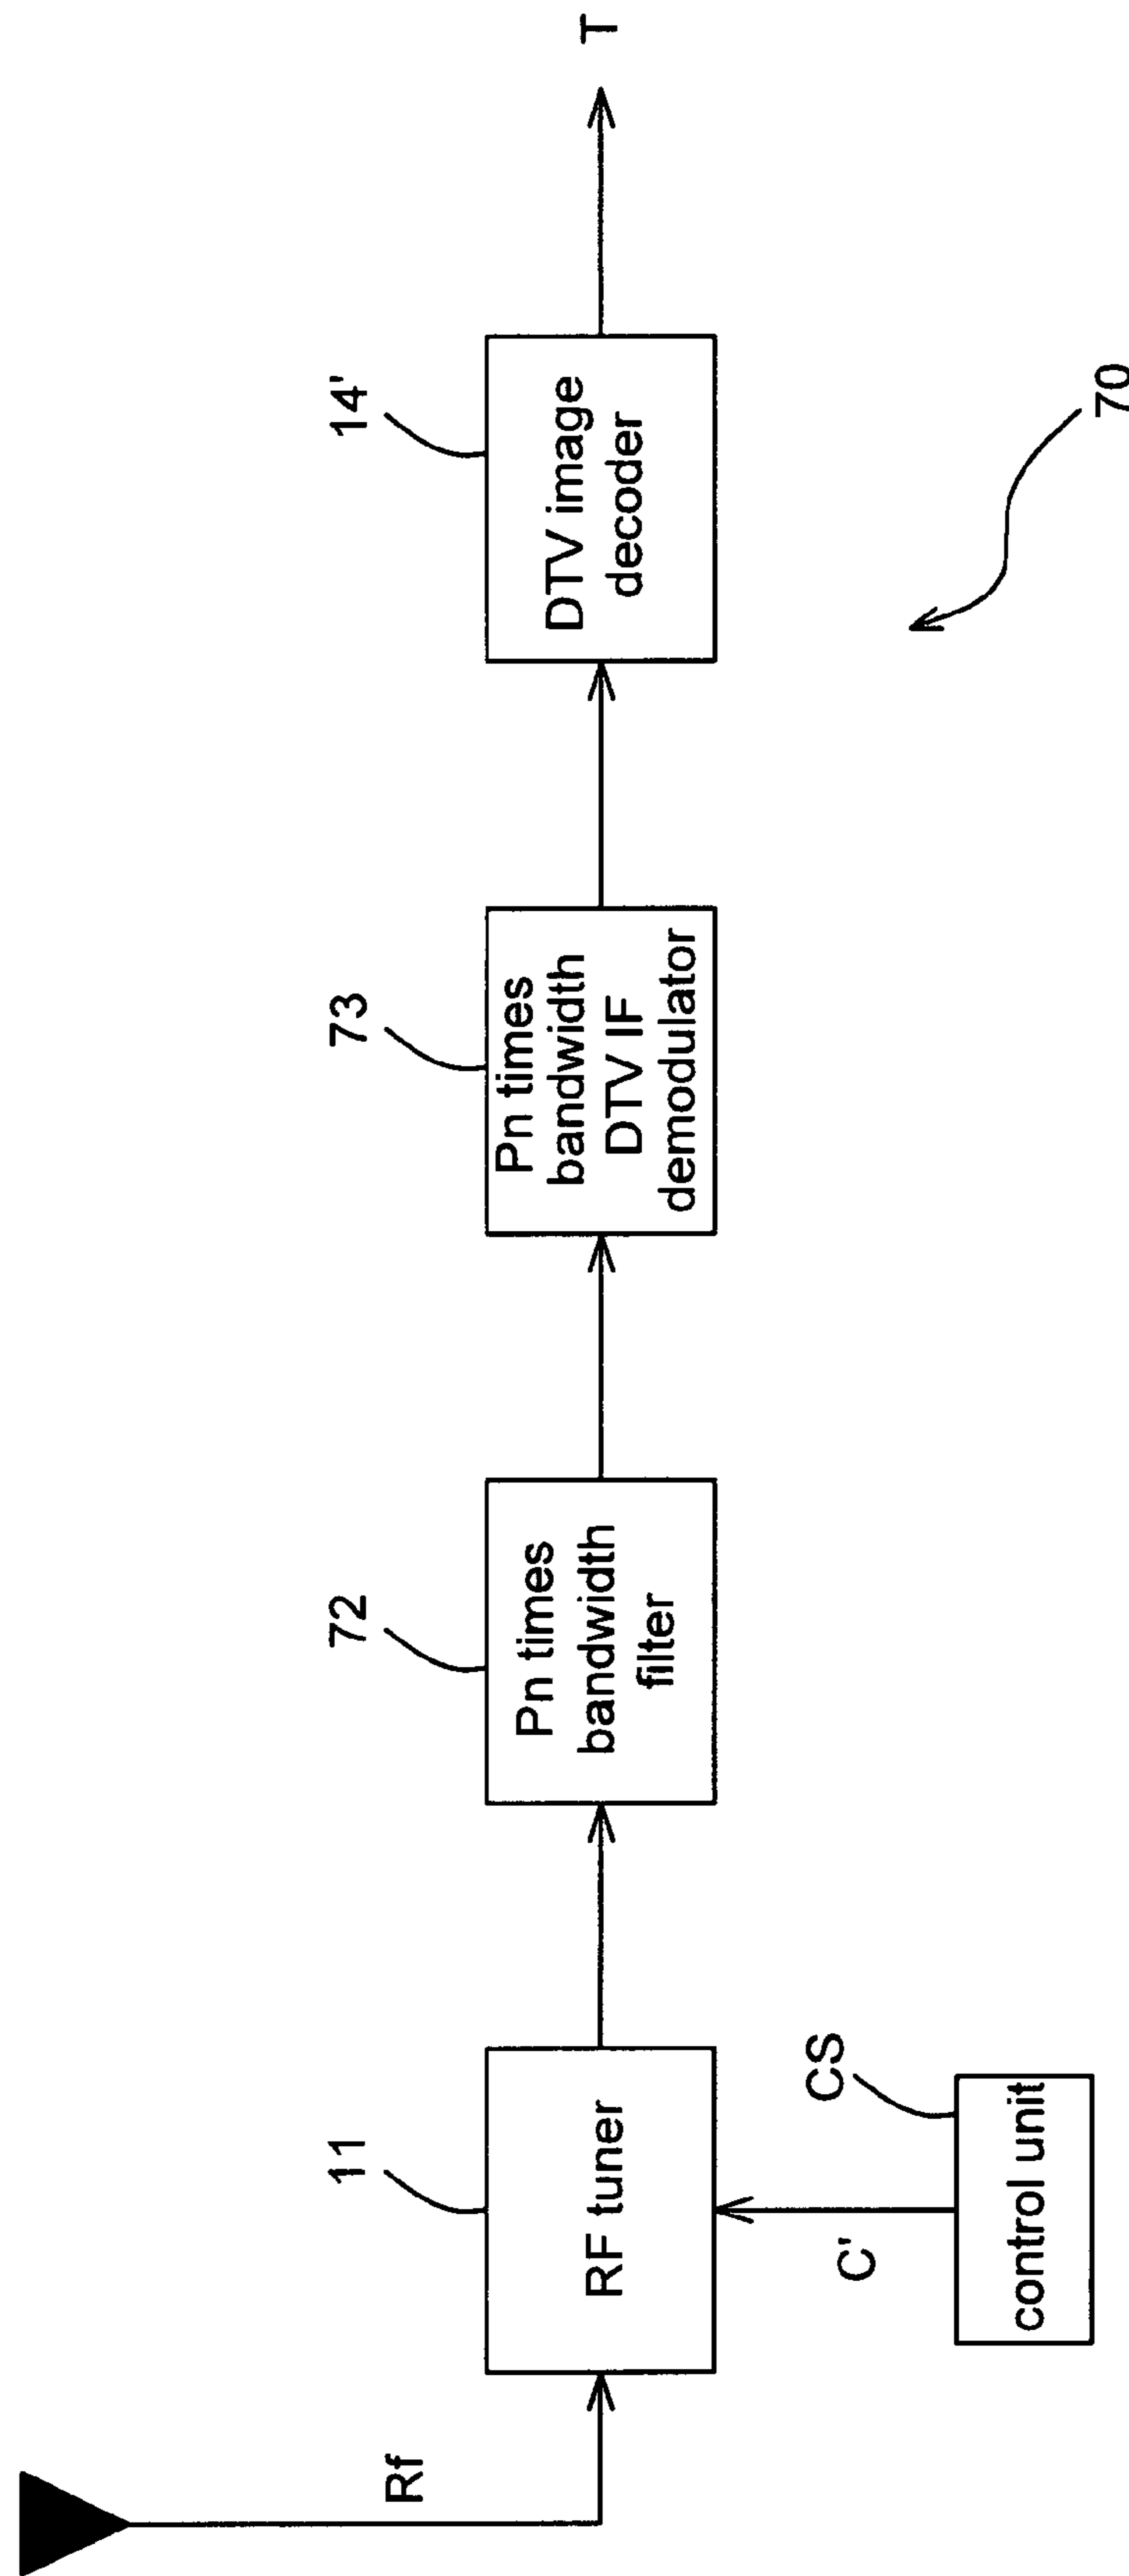 Rf
11
RF tuner
C'
CS
control unit
72
Pn times
bandwidth
filter
73
Pn times
bandwidth
DTV IF
demodulator
14'
DTV image
decoder
T
70